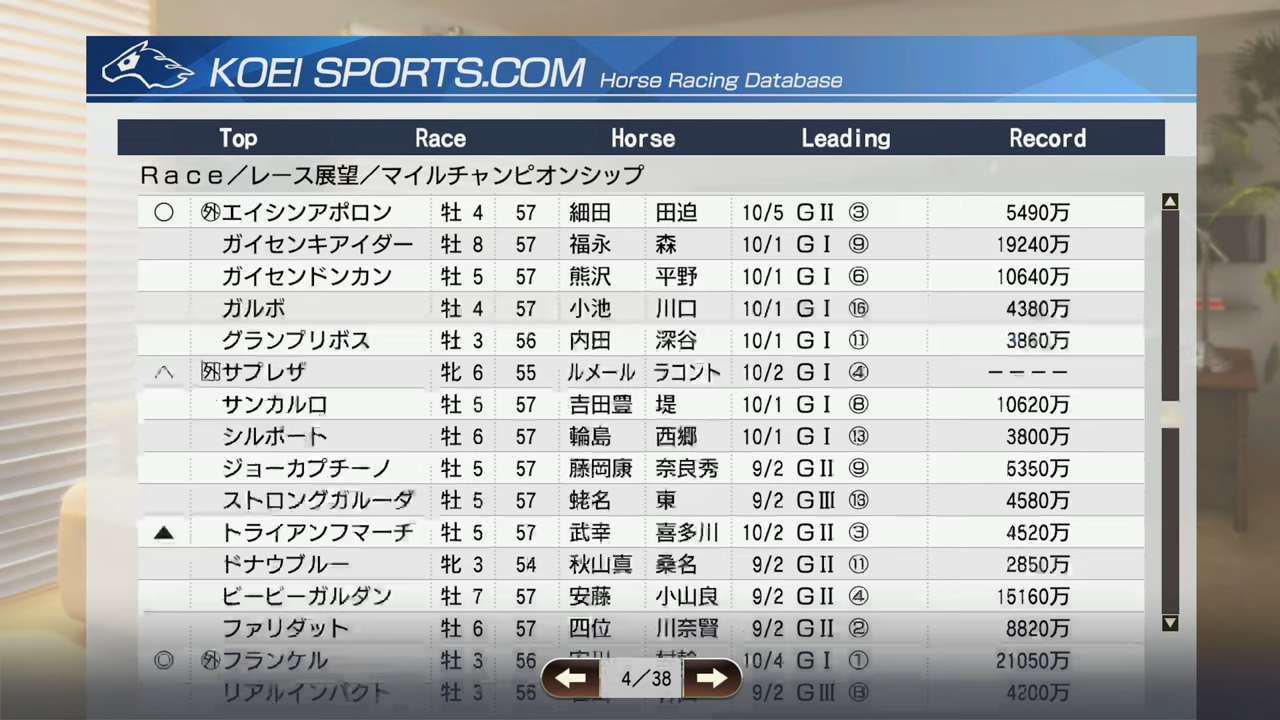 KOEI SPORTS.COM Horse Racing Database
Top Race Horse Leading Record
Race／レース展望／マイルチャンピオンシップ
○ 外 エイシンアポロン 牡 4 57 細田 田迫 10/5 GⅡ ③ 5490万
ガイセンキアイダー 牡 8 57 福永 森 10/1 GⅠ ⑨ 19240万
ガイセンドンカン 牡 5 57 熊沢 平野 10/1 GⅠ ⑥ 10640万
ガルボ 牡 4 57 小池 川口 10/1 GⅠ ⑯ 4380万
グランプリボス 牡 3 56 内田 深谷 10/1 GⅠ ⑪ 3860万
外 サプレザ 牝 6 55 ルメール ラコント 10/2 GⅠ ④ －－－－
サンカルロ 牡 5 57 吉田豊 堤 10/1 GⅠ ⑧ 10620万
シルポート 牡 6 57 輪島 西郷 10/1 GⅠ ⑬ 3800万
ジョーカプチーノ 牡 5 57 藤岡康 奈良秀 9/2 GⅡ ⑨ 5350万
ストロングガルーダ 牡 5 57 蛯名 東 9/2 GⅢ 4580万
▲ トライアンフマーチ 牡 5 57 武幸 喜多川 10/2 GⅡ ③ 4520万
ドナウブルー 牝 3 54 秋山真 桑名 9/2 GⅡ ⑪ 2850万
ビービーガルダン 牡 7 57 安藤 小山良 9/2 GⅡ ④ 15160万
ファリダット 牡 6 57 四位 川奈賢 9/2 GⅡ ② 8820万
◎ 外 フランケル 牡 3 56 10/4 GⅠ ① 21050万
リアルインパクト 牡 3 56 9/2 GⅢ ⑬ 4200万
4／38